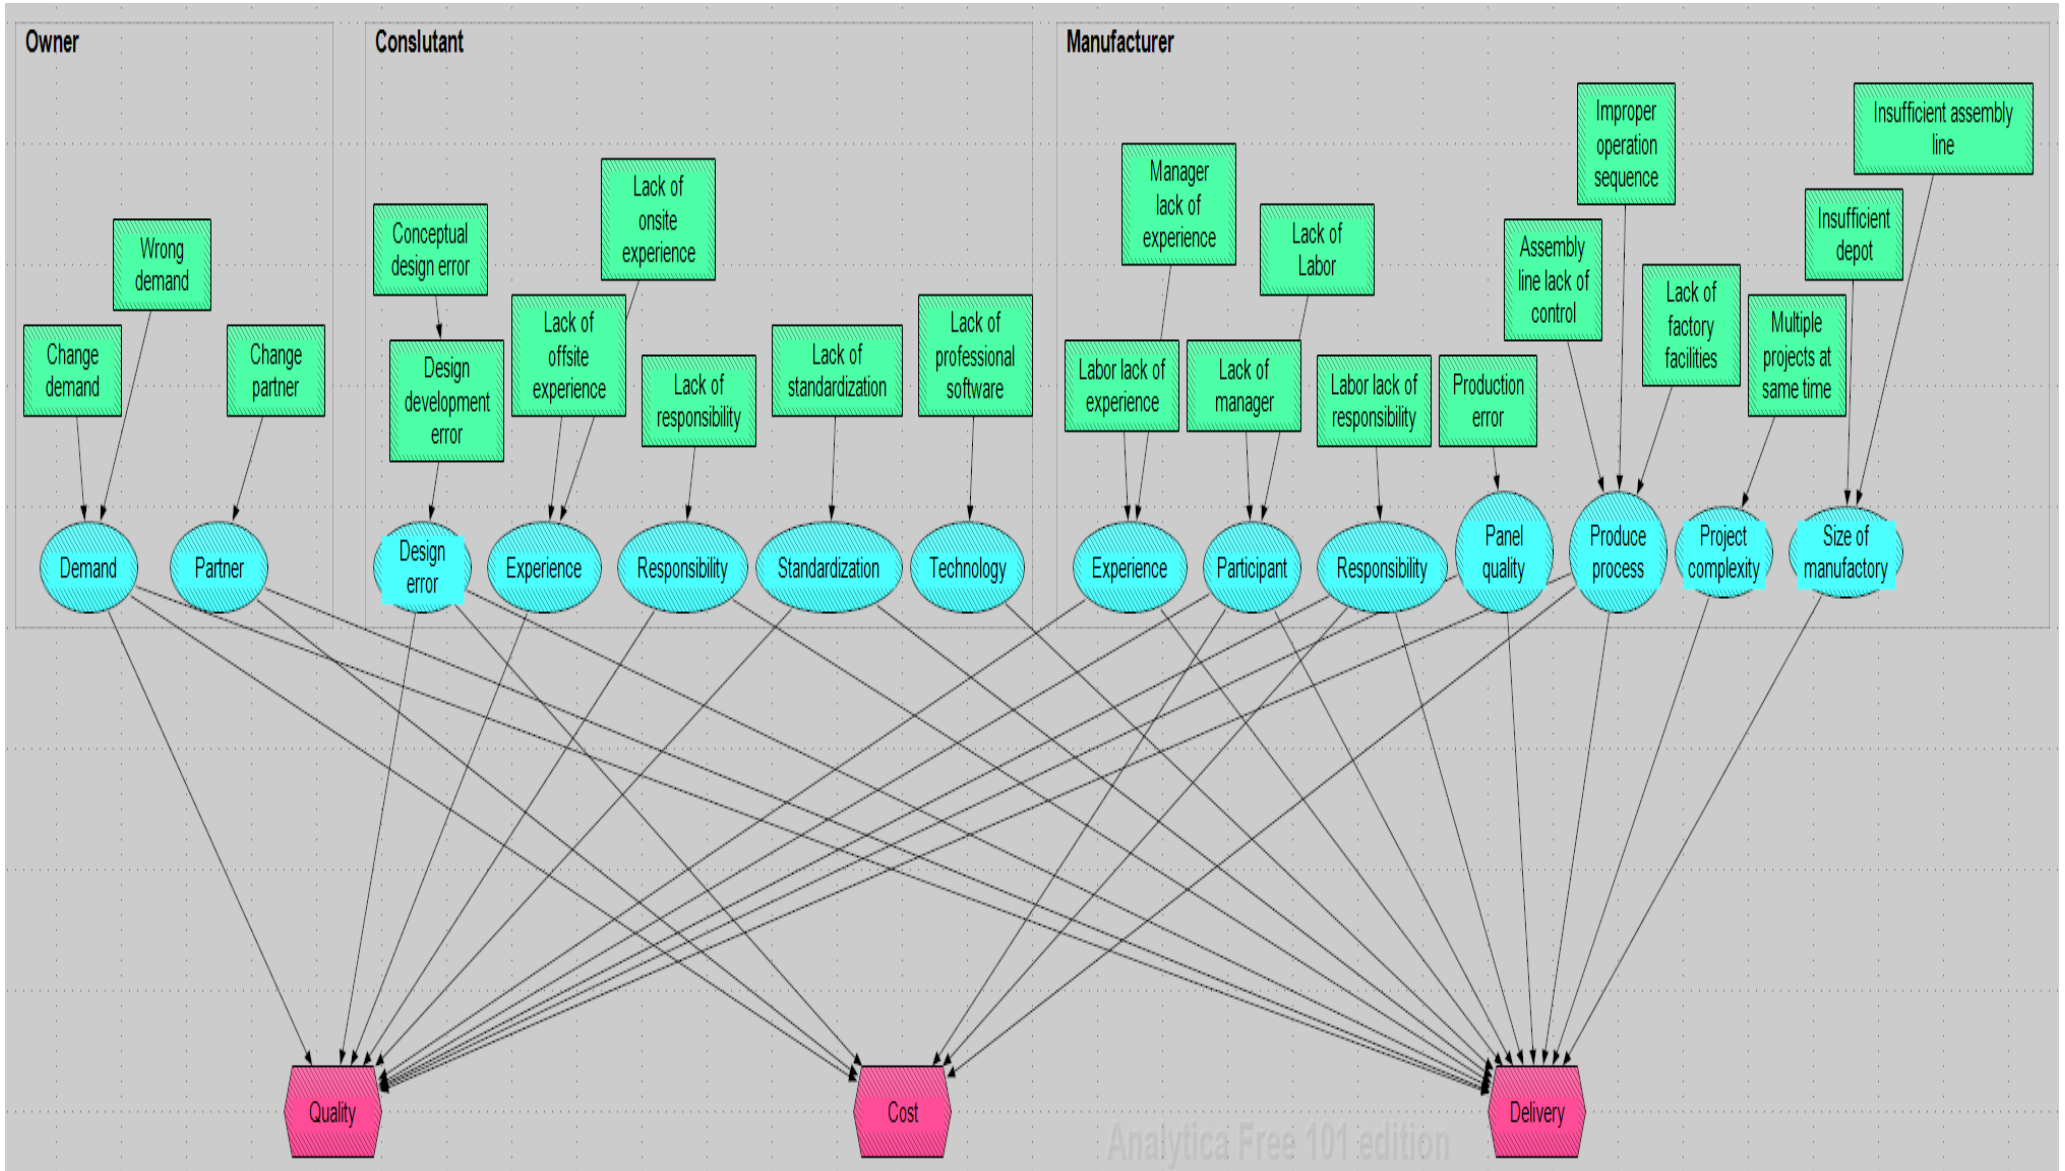 Owner
Conslutant
Manufacturer
Wrong
demand
Change
demand
Change
partner
Conceptual
design error
Lack of
onsite
experience
Design
development
error
Lack of
offsite
experience
Lack of
responsibility
Lack of
standardization
Lack of
professional
software
Manager
lack of
experience
Lack of
Labor
Labor lack of
experience
Lack of
manager
Labor lack of
responsibility
Production
error
Assembly
line lack of
control
Improper
operation
sequence
Lack of
factory
facilities
Multiple
projects at
same time
Insufficient
depot
Insufficient assembly
line
Demand
Partner
Design
error
Experience
Responsibility
Standardization
Technology
Experience
Participant
Responsibility
Panel
quality
Produce
process
Project
complexity
Size of
manufactory
Quality
Cost
Delivery
Analytica Free 101 edition